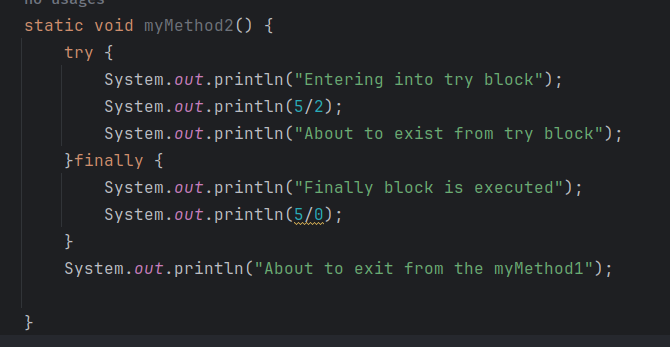 no usages
static void myMethod2() {
try {
System.out.println("Entering into try block");
System.out.println(5/2);
System.out.println("About to exist from try block");
}finally {
System.out.println("Finally block is executed");
System.out.println(5/0);
}
System.out.println("About to exit from the myMethod1");
}